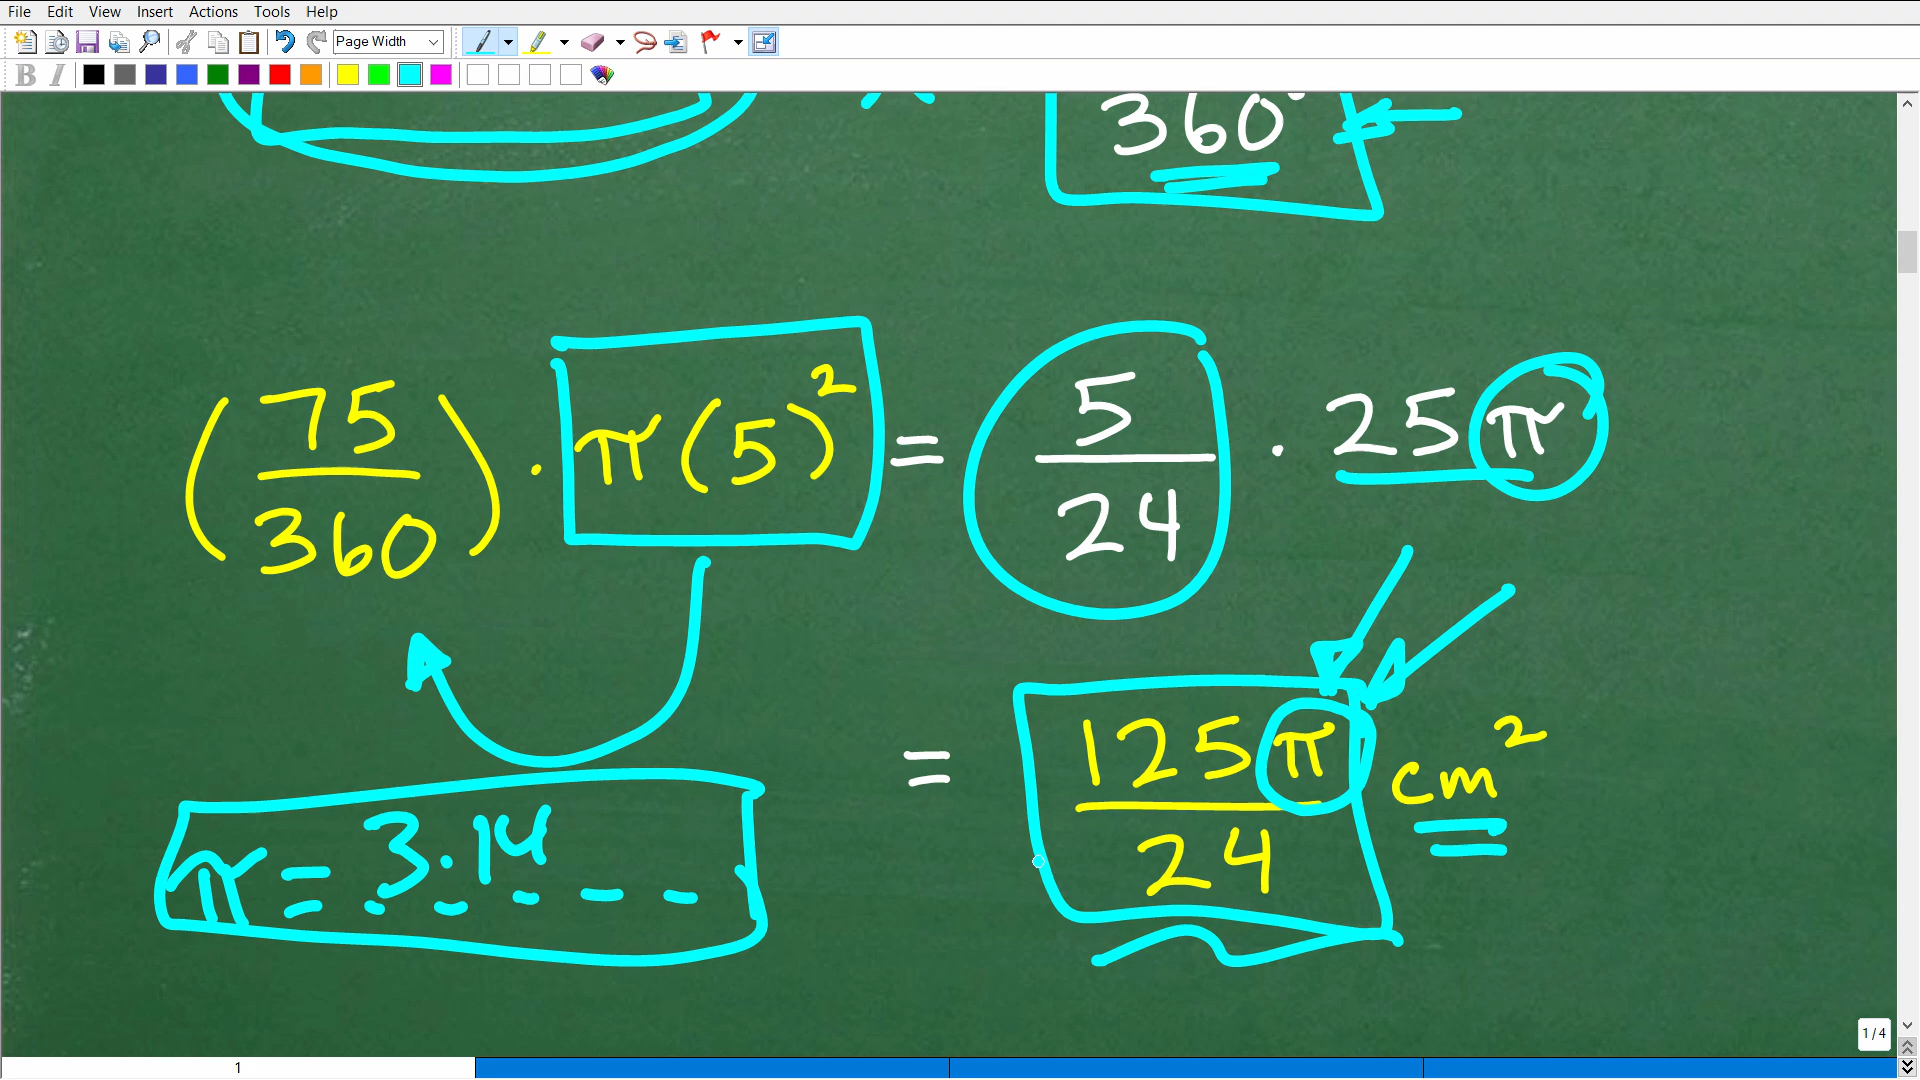 File Edit View Insert Actions Tools Help
Page Width
B I
360°
(75/360) · π(5)² = 5/24 · 25π
= 125π/24 cm²
π = 3.14
1 / 4
1